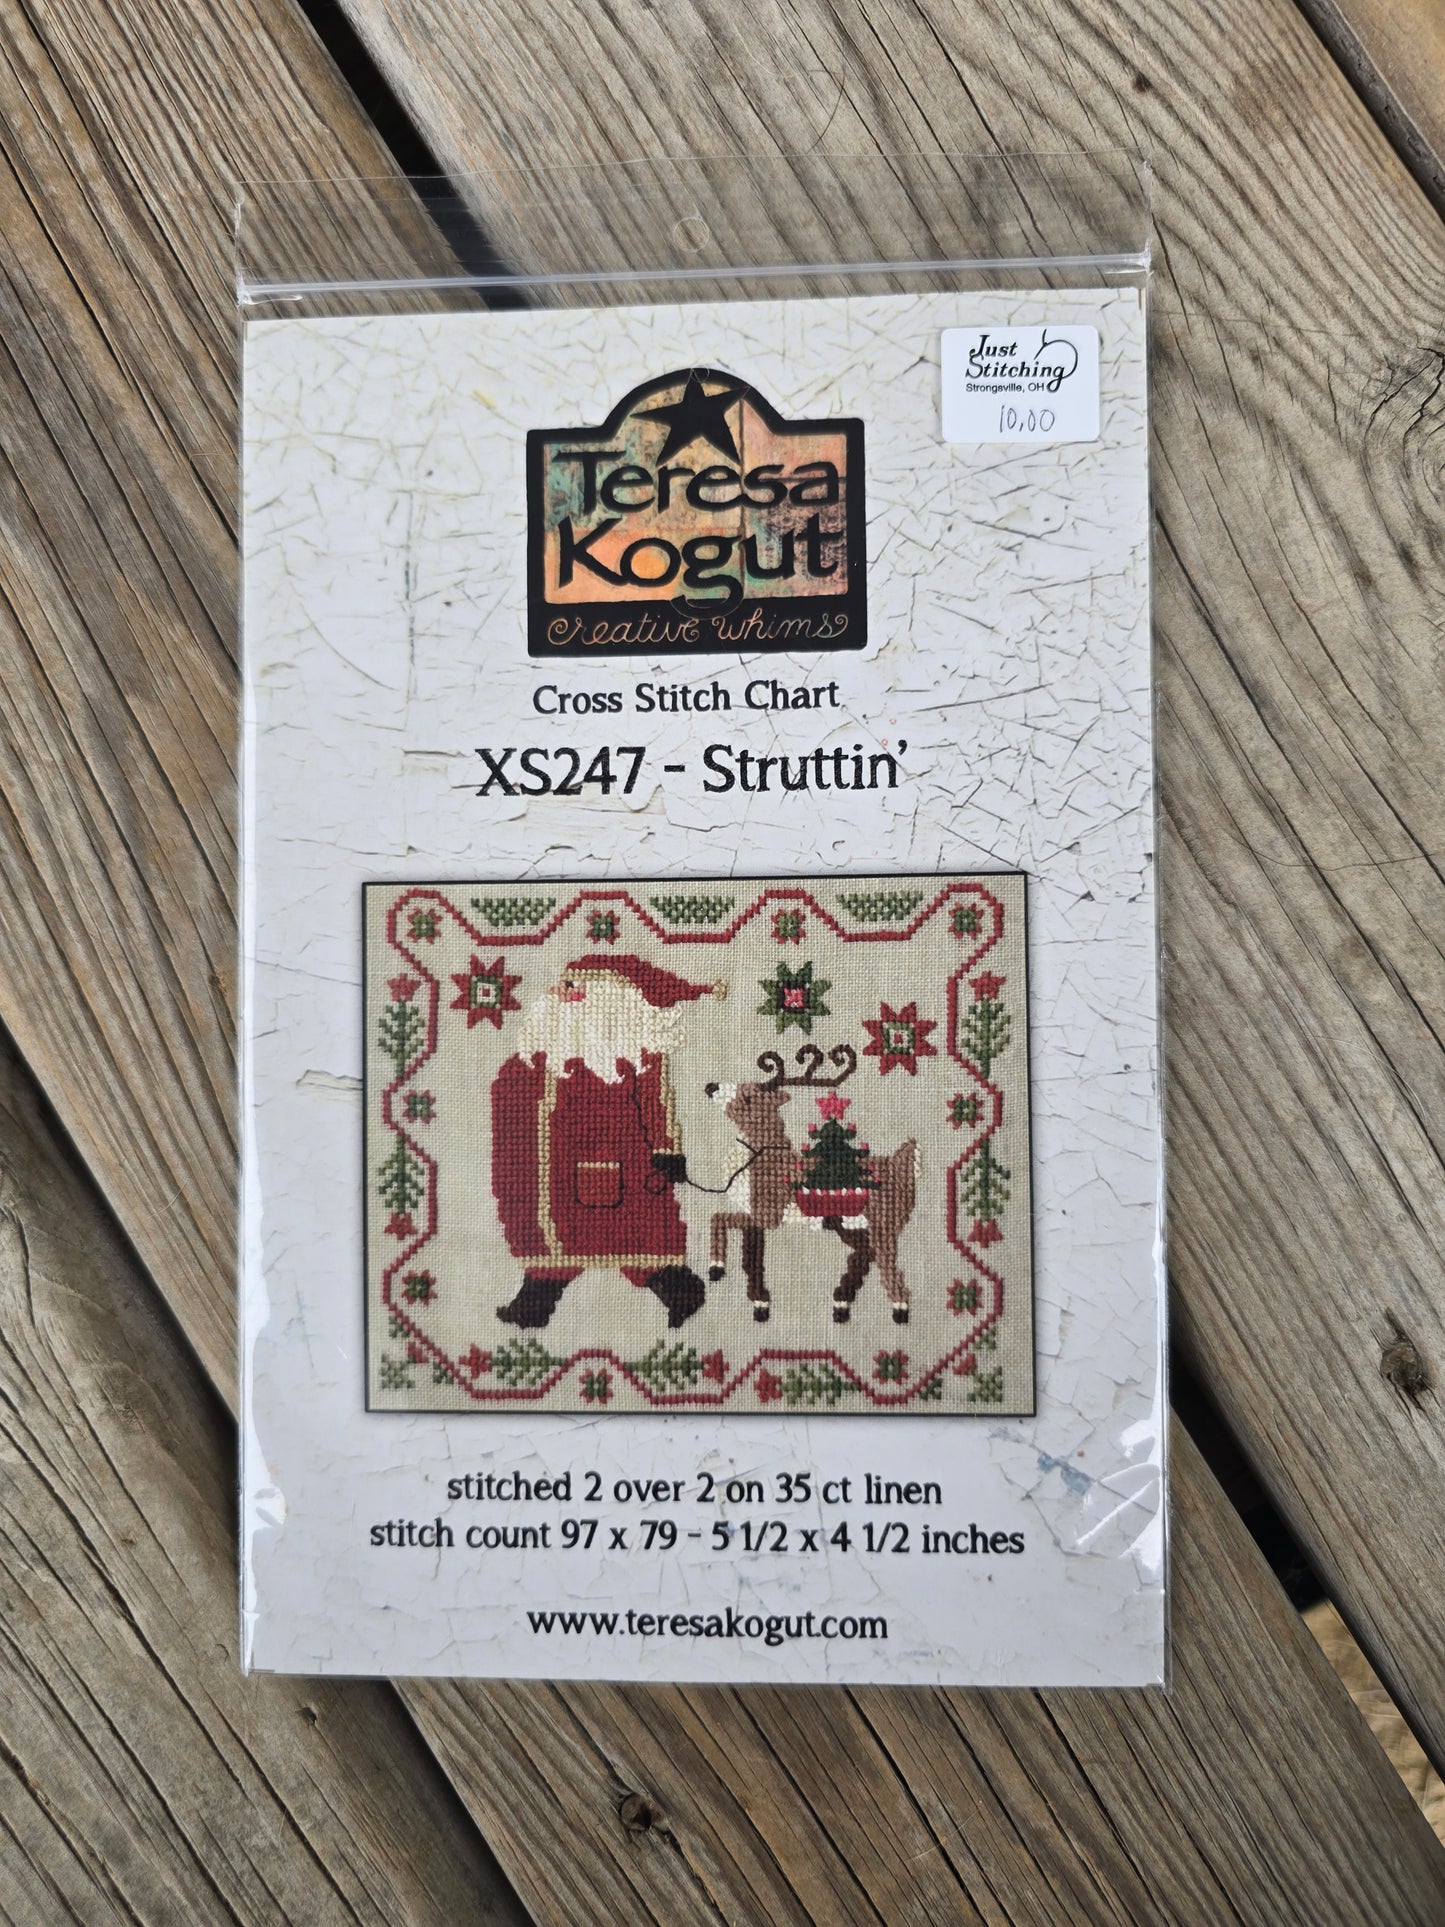 Just
Stitching
Strongsville, OH
10.00
Teresa
Kogut
creative whims
Cross Stitch Chart
XS247 - Struttin’
stitched 2 over 2 on 35 ct linen
stitch count 97 x 79 - 5 1/2 x 4 1/2 inches
www.teresakogut.com